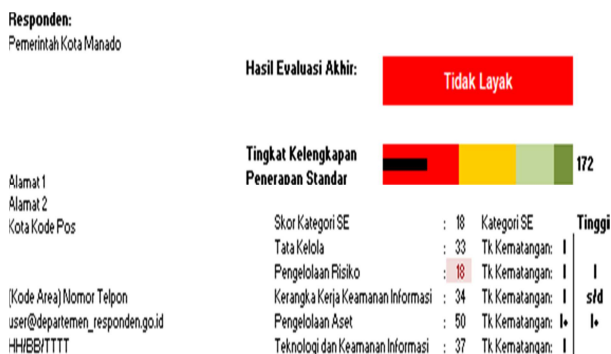 Responden:
Pemerintah Kota Manado
Hasil Evaluasi Akhir:
Tidak Layak
Tingkat Kelengkapan
Penerapan Standar
172
Alamat 1
Alamat 2
Kota Kode Pos
Skor Kategori SE : 18 Kategori SE Tinggi
Tata Kelola : 33 Tk Kematangan: I
Pengelolaan Risiko : 18 Tk Kematangan: I I
(Kode Area) Nomor Telpon
Kerangka Kerja Keamanan Informasi : 34 Tk Kematangan: I s/d
user@departemen_responden.go.id
Pengelolaan Aset : 50 Tk Kematangan: I+ I+
HH/BB/TTTT
Teknologi dan Keamanan Informasi : 37 Tk Kematangan: I